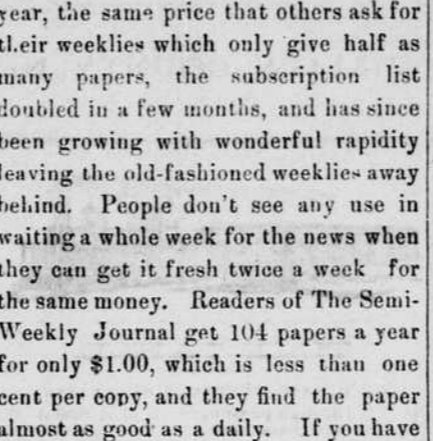 year, the same price that others ask for
their weeklies which only give half as
many papers, the subscription list
doubled in a few months, and has since
been growing with wonderful rapidity
leaving the old-fashioned weeklies away
behind. People don't see any use in
waiting a whole week for the news when
they can get it fresh twice a week for
the same money. Readers of The Semi-
Weekly Journal get 104 papers a year
for only $1.00, which is less than one
cent per copy, and they find the paper
almost as good as a daily. If you have